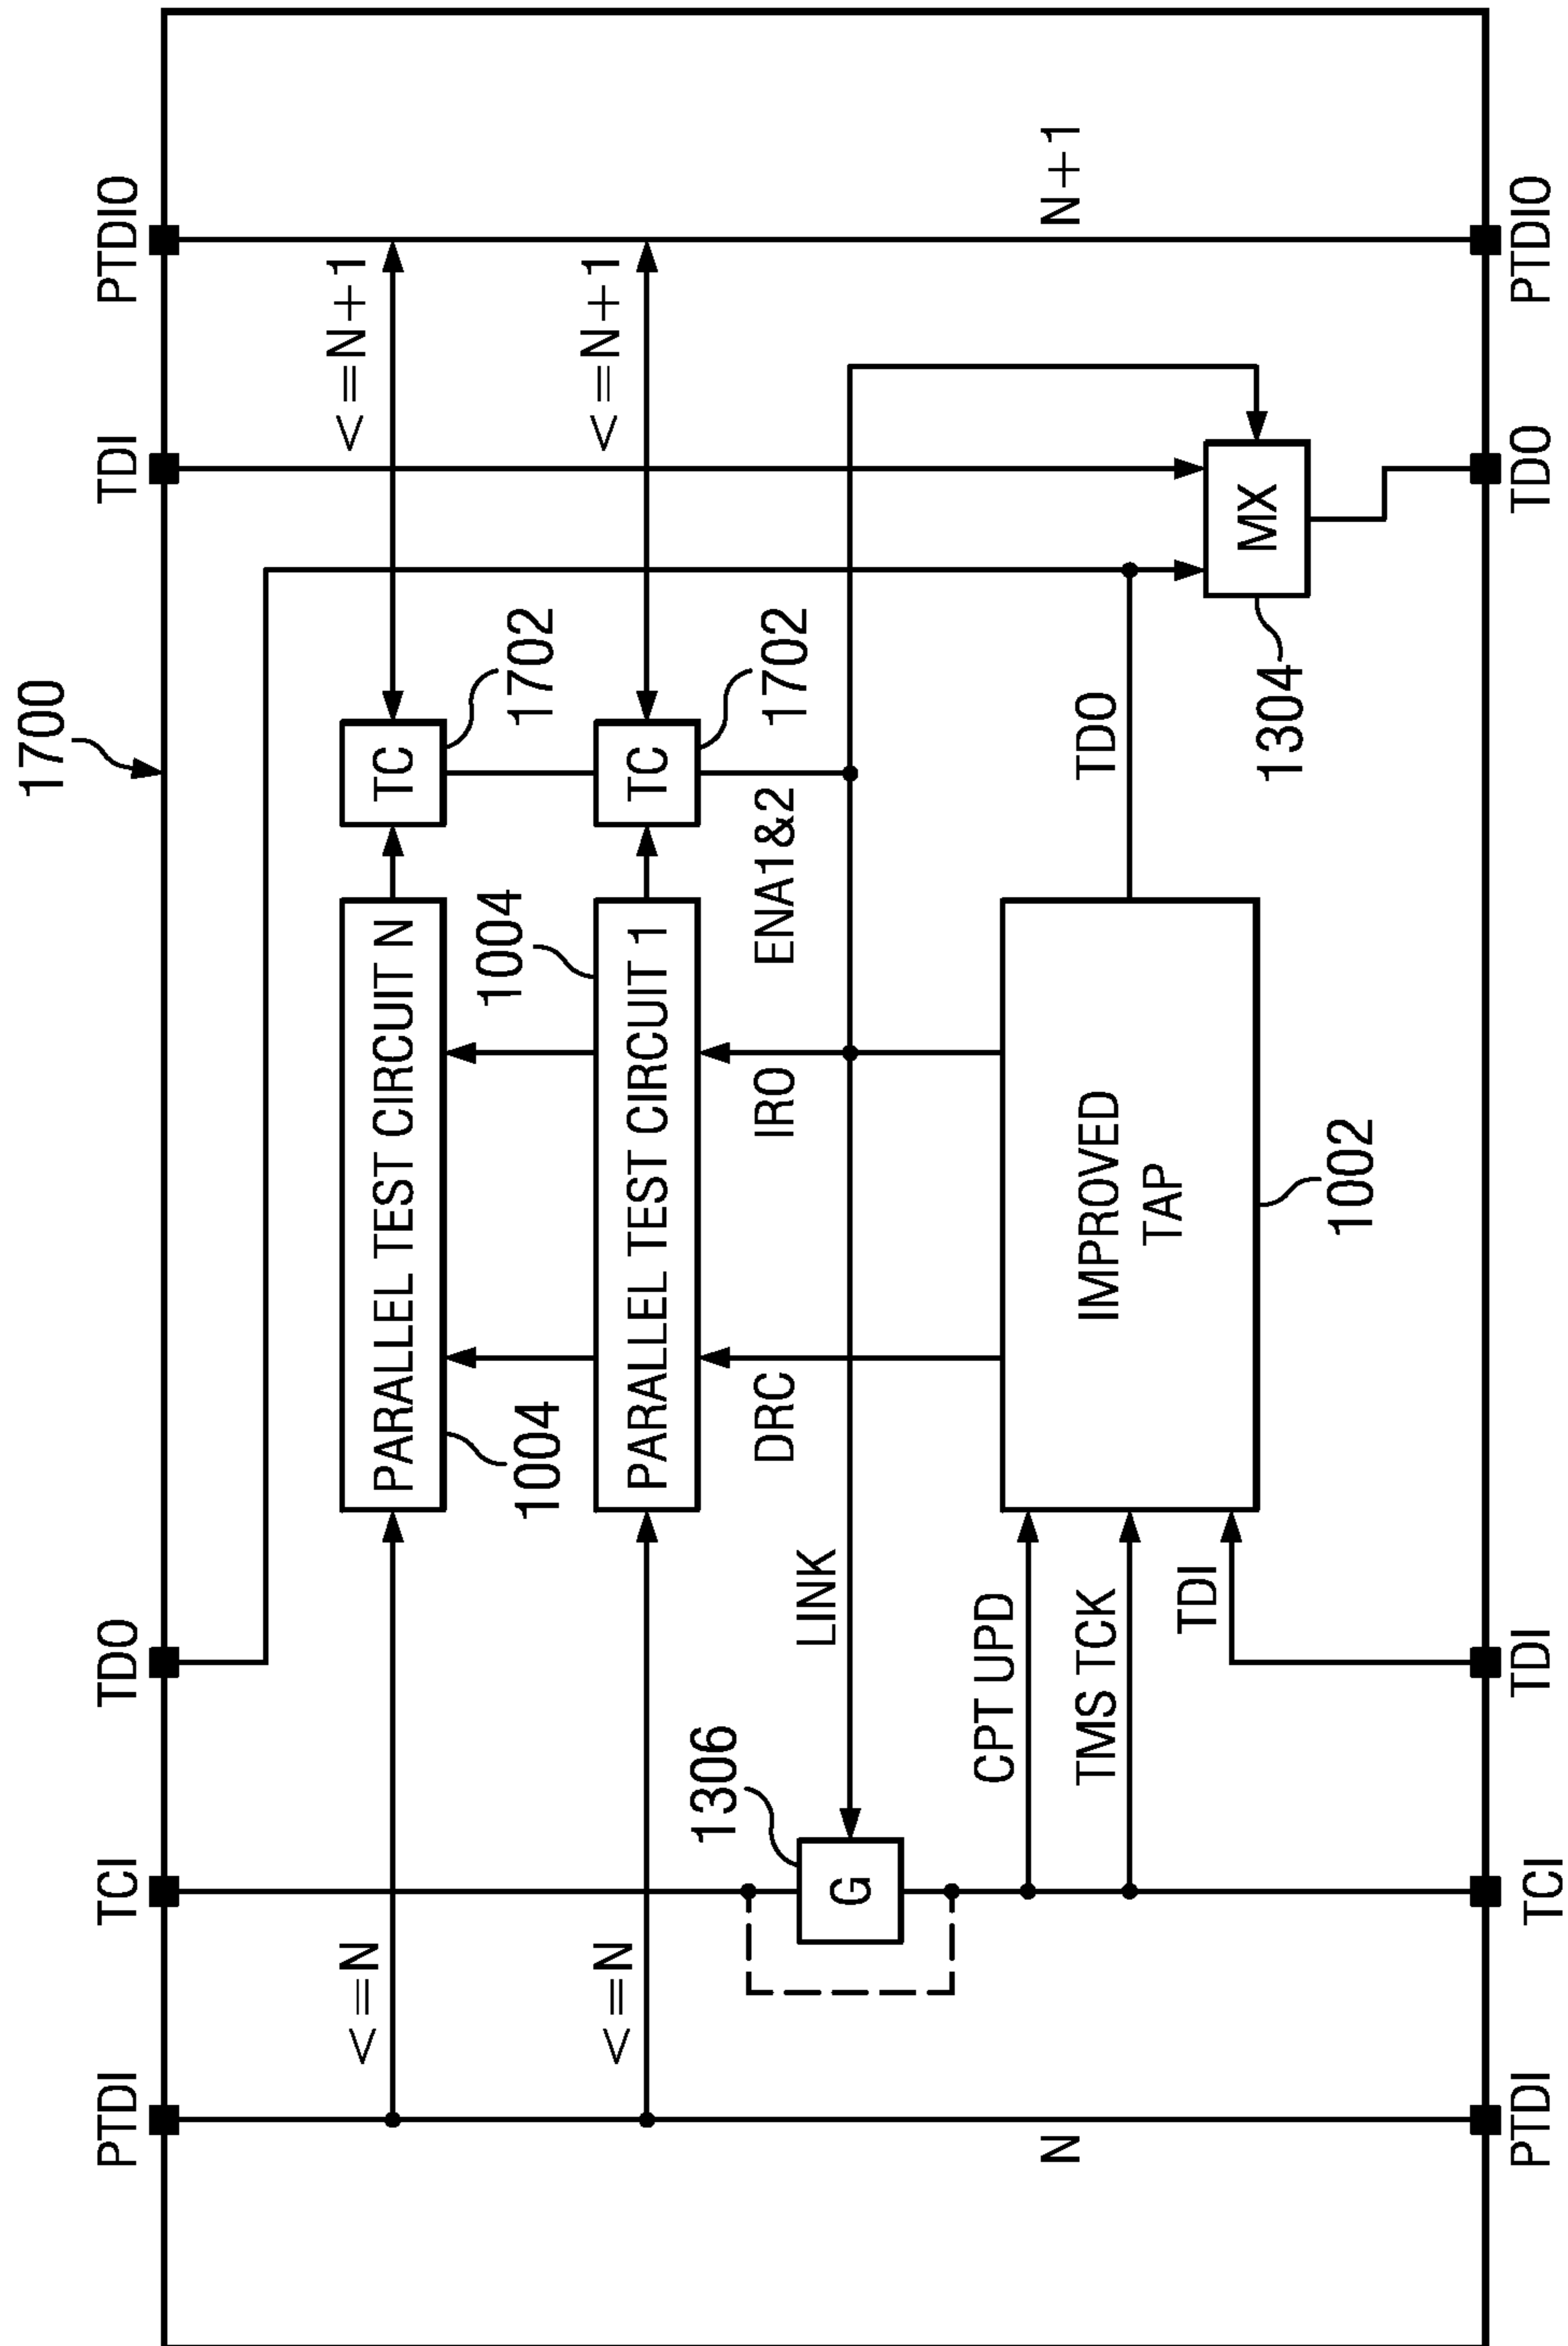 1700
PTDI
TCI
TDO
TDI
PTDIO
<=N
PARALLEL TEST CIRCUIT N
TC
<=N+1
1004
1004
1702
<=N
PARALLEL TEST CIRCUIT 1
TC
<=N+1
1306
DRC
IRO
ENA1&2
1702
LINK
G
CPT UPD
N
TMS TCK
IMPROVED
TAP
TDO
N+1
TDI
1002
1304
MX
PTDI
TCI
TDI
TDO
PTDIO